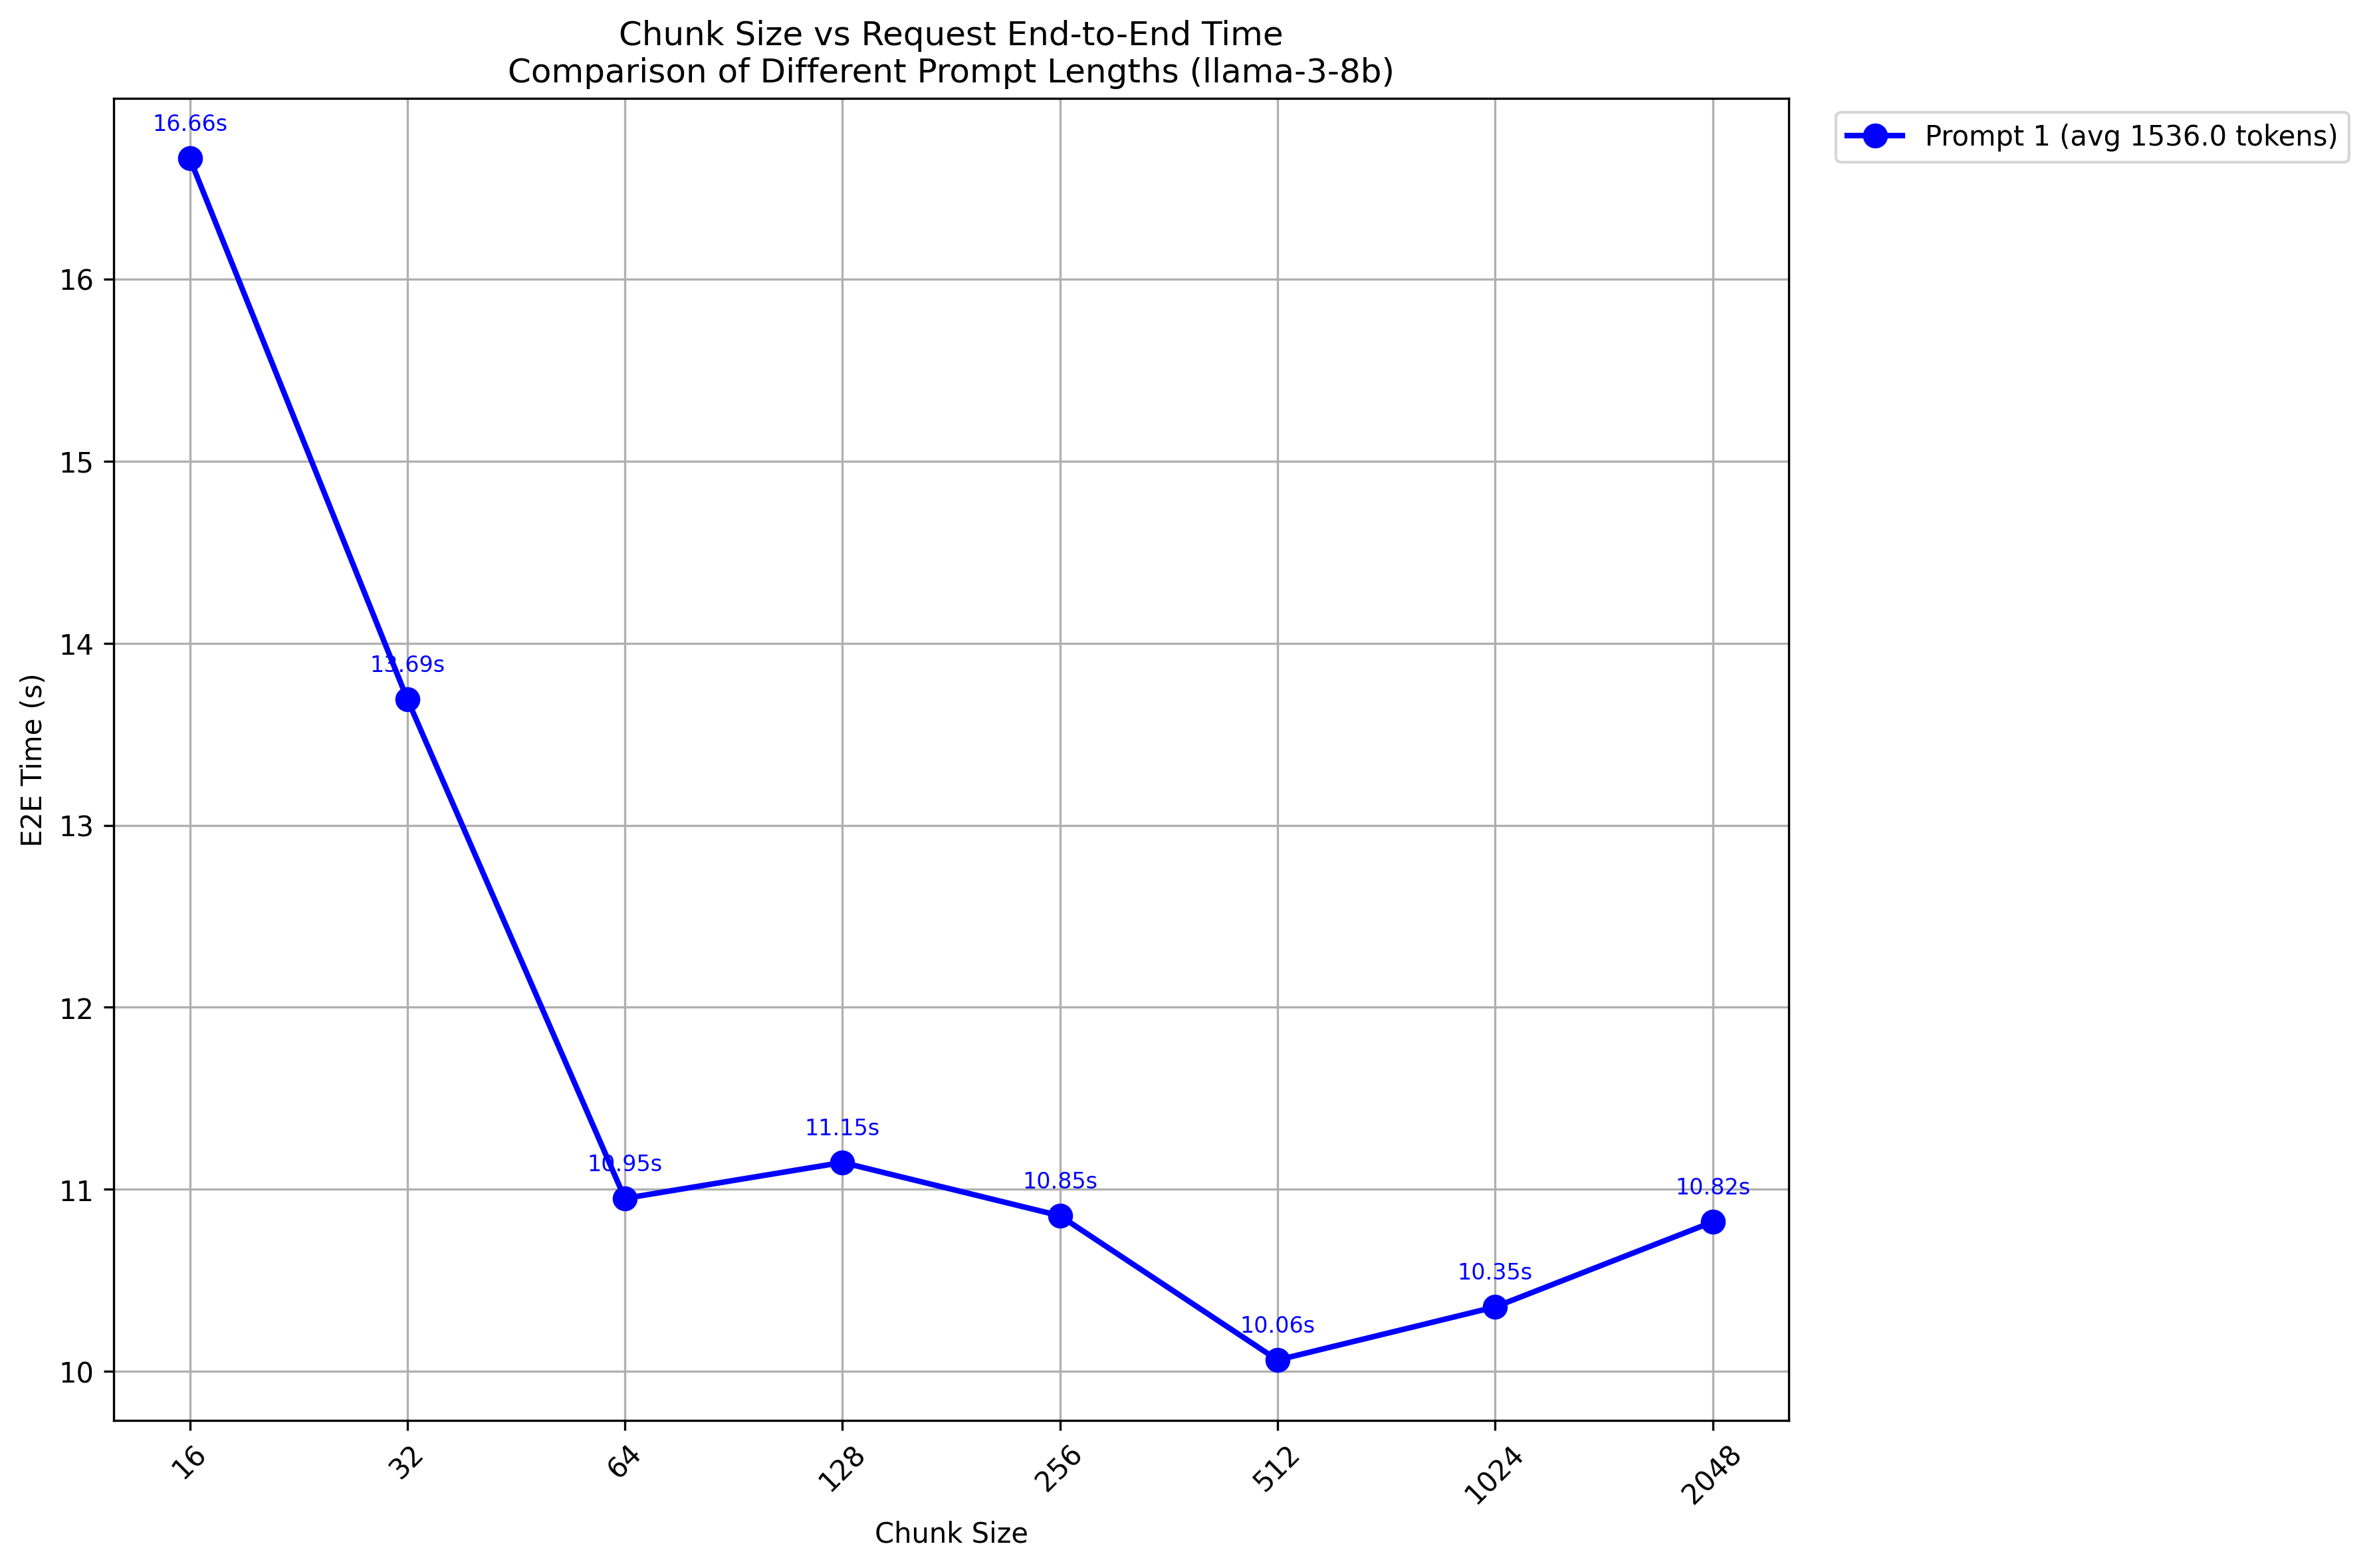 Chunk Size vs Request End-to-End Time
Comparison of Different Prompt Lengths (llama-3-8b)
Prompt 1 (avg 1536.0 tokens)
16.66s
13.69s
10.95s
11.15s
10.85s
10.06s
10.35s
10.82s
E2E Time (s)
16
15
14
13
12
11
10
16
32
64
128
256
512
1024
2048
Chunk Size